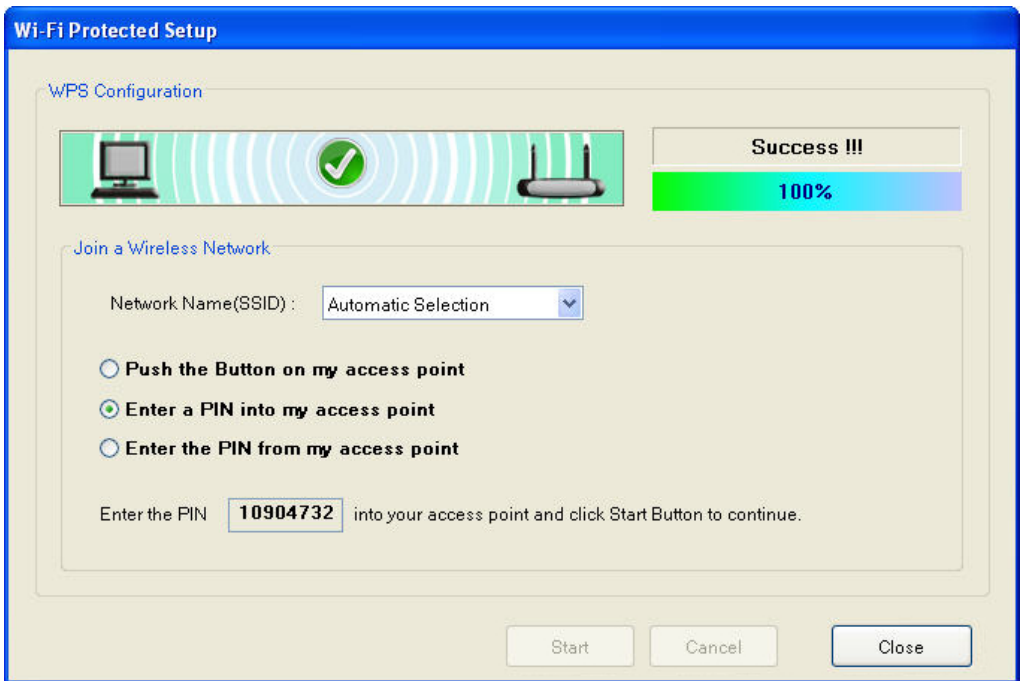 Wi-Fi Protected Setup
WPS Configuration
Success !!!
100%
Join a Wireless Network
Network Name(SSID) : Automatic Selection
Push the Button on my access point
Enter a PIN into my access point
Enter the PIN from my access point
Enter the PIN 10904732 into your access point and click Start Button to continue.
Start Cancel Close